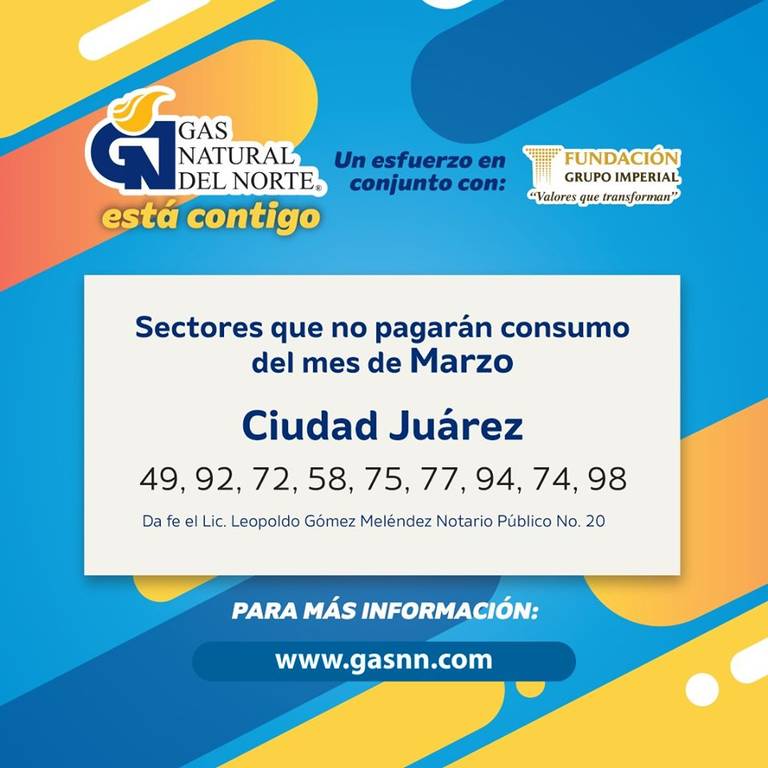 GN GAS
NATURAL
DEL NORTE®
está contigo
Un esfuerzo en
conjunto con:
FUNDACIÓN
GRUPO IMPERIAL
“Valores que transforman”
Sectores que no pagarán consumo
del mes de Marzo
Ciudad Juárez
49, 92, 72, 58, 75, 77, 94, 74, 98
Da fe el Lic. Leopoldo Gómez Meléndez Notario Público No. 20
PARA MÁS INFORMACIÓN:
www.gasnn.com